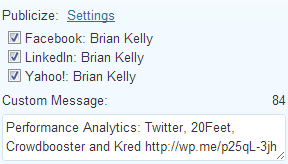 Publicize: Settings
Facebook: Brian Kelly
LinkedIn: Brian Kelly
Yahoo!: Brian Kelly
Custom Message: 84
Performance Analytics: Twitter, 20Feet,
Crowdbooster and Kred http://wp.me/p25qL-3jh